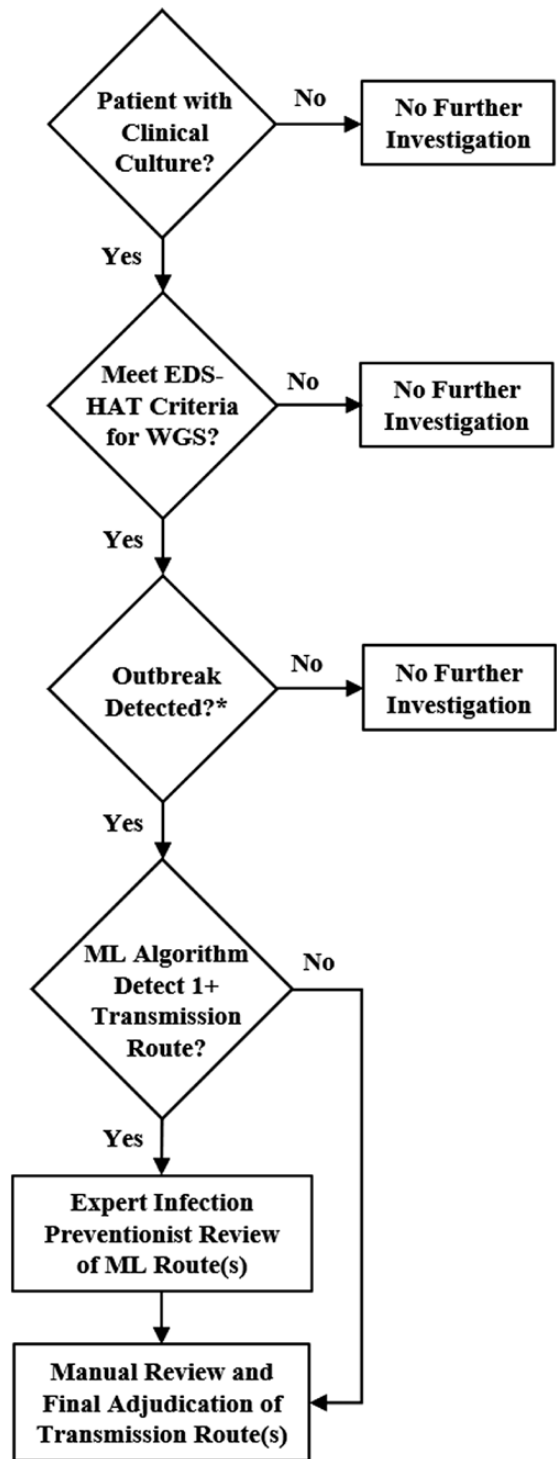 Patient with
Clinical
Culture?
No
No Further
Investigation
Yes
Meet EDS-
HAT Criteria
for WGS?
No
No Further
Investigation
Yes
Outbreak
Detected?*
No
No Further
Investigation
Yes
ML Algorithm
Detect 1+
Transmission
Route?
No
Yes
Expert Infection
Preventionist Review
of ML Route(s)
Manual Review and
Final Adjudication of
Transmission Route(s)